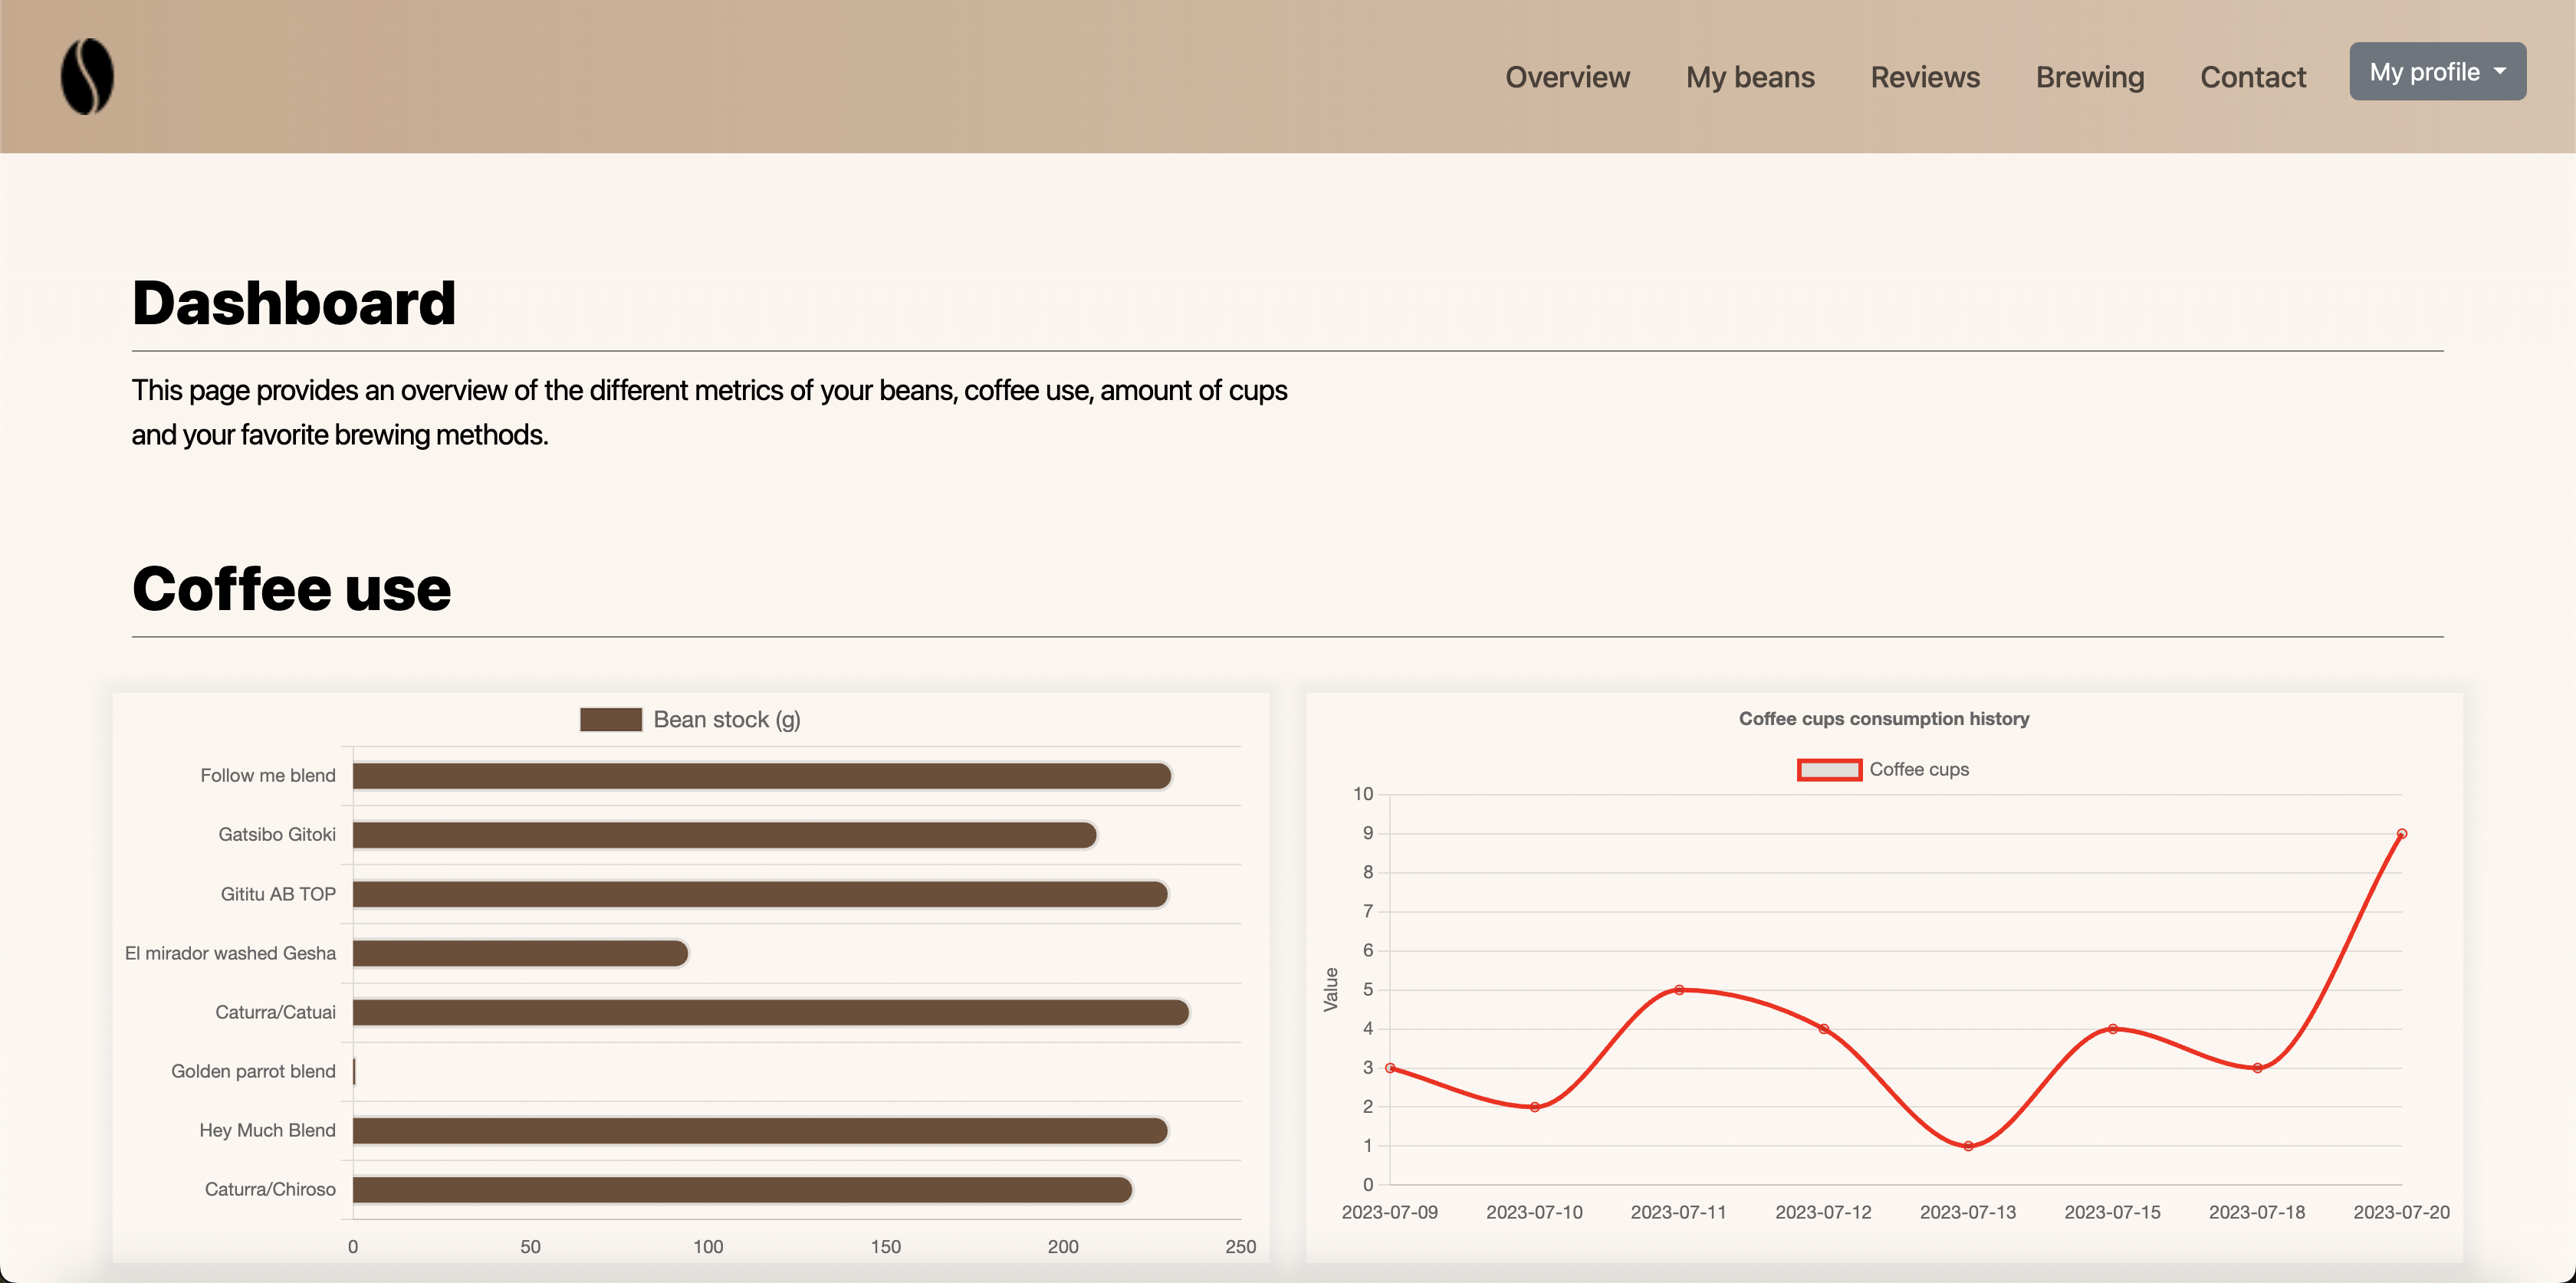 Overview
My beans
Reviews
Brewing
Contact
My profile
Dashboard
This page provides an overview of the different metrics of your beans, coffee use, amount of cups
and your favorite brewing methods.
Coffee use
Bean stock (g)
Follow me blend
Gatsibo Gitoki
Gititu AB TOP
El mirador washed Gesha
Caturra/Catuai
Golden parrot blend
Hey Much Blend
Caturra/Chiroso
0 50 100 150 200 250
Coffee cups consumption history
Coffee cups
Value
10
9
8
7
6
5
4
3
2
1
0
2023-07-09 2023-07-10 2023-07-11 2023-07-12 2023-07-13 2023-07-15 2023-07-18 2023-07-20